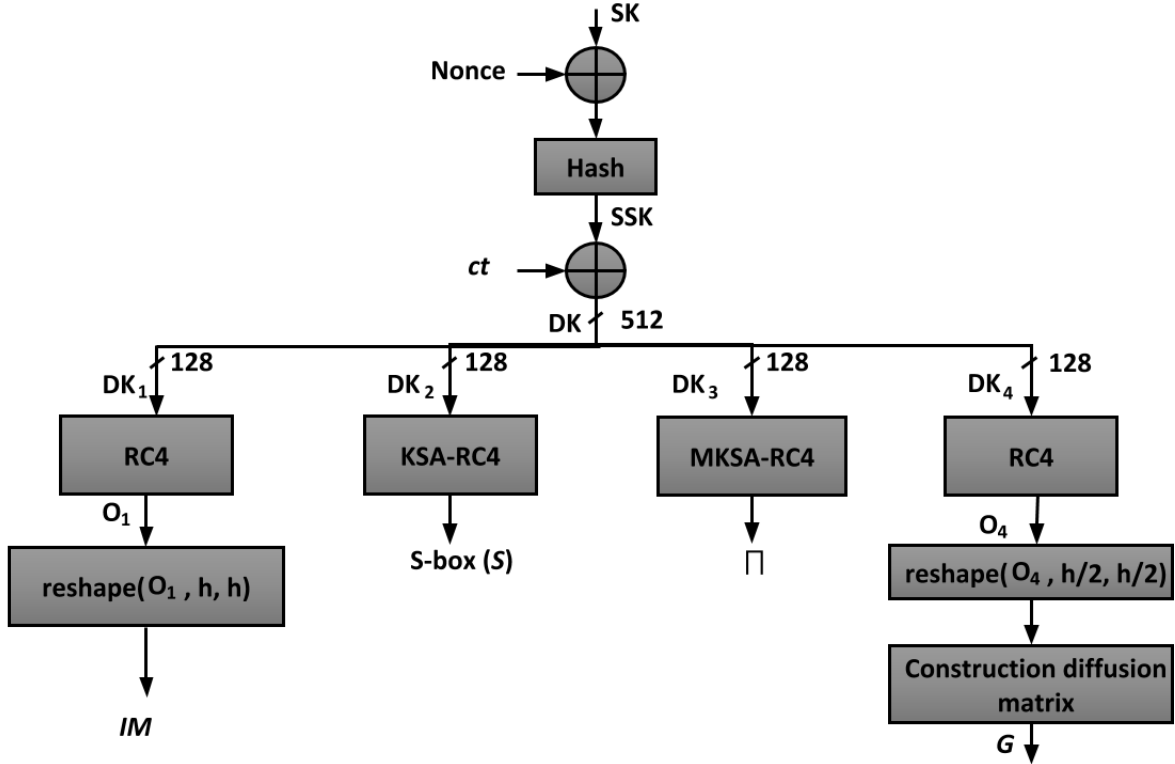 SK
Nonce
Hash
SSK
ct
DK 512
128 128 128 128
DK1 DK2 DK3 DK4
RC4 KSA-RC4 MKSA-RC4 RC4
O1 O4
S-box (S) ∏
reshape(O1 , h, h) reshape(O4 , h/2, h/2)
Construction diffusion
matrix
IM
G